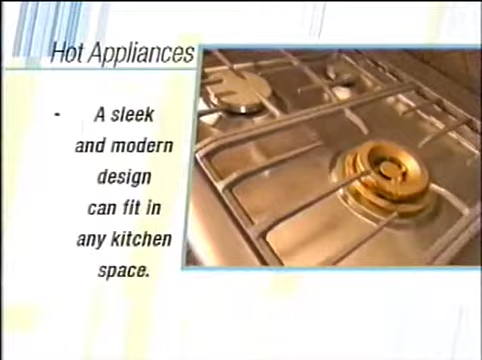 Hot Appliances
- A sleek
and modern
design
can fit in
any kitchen
space.